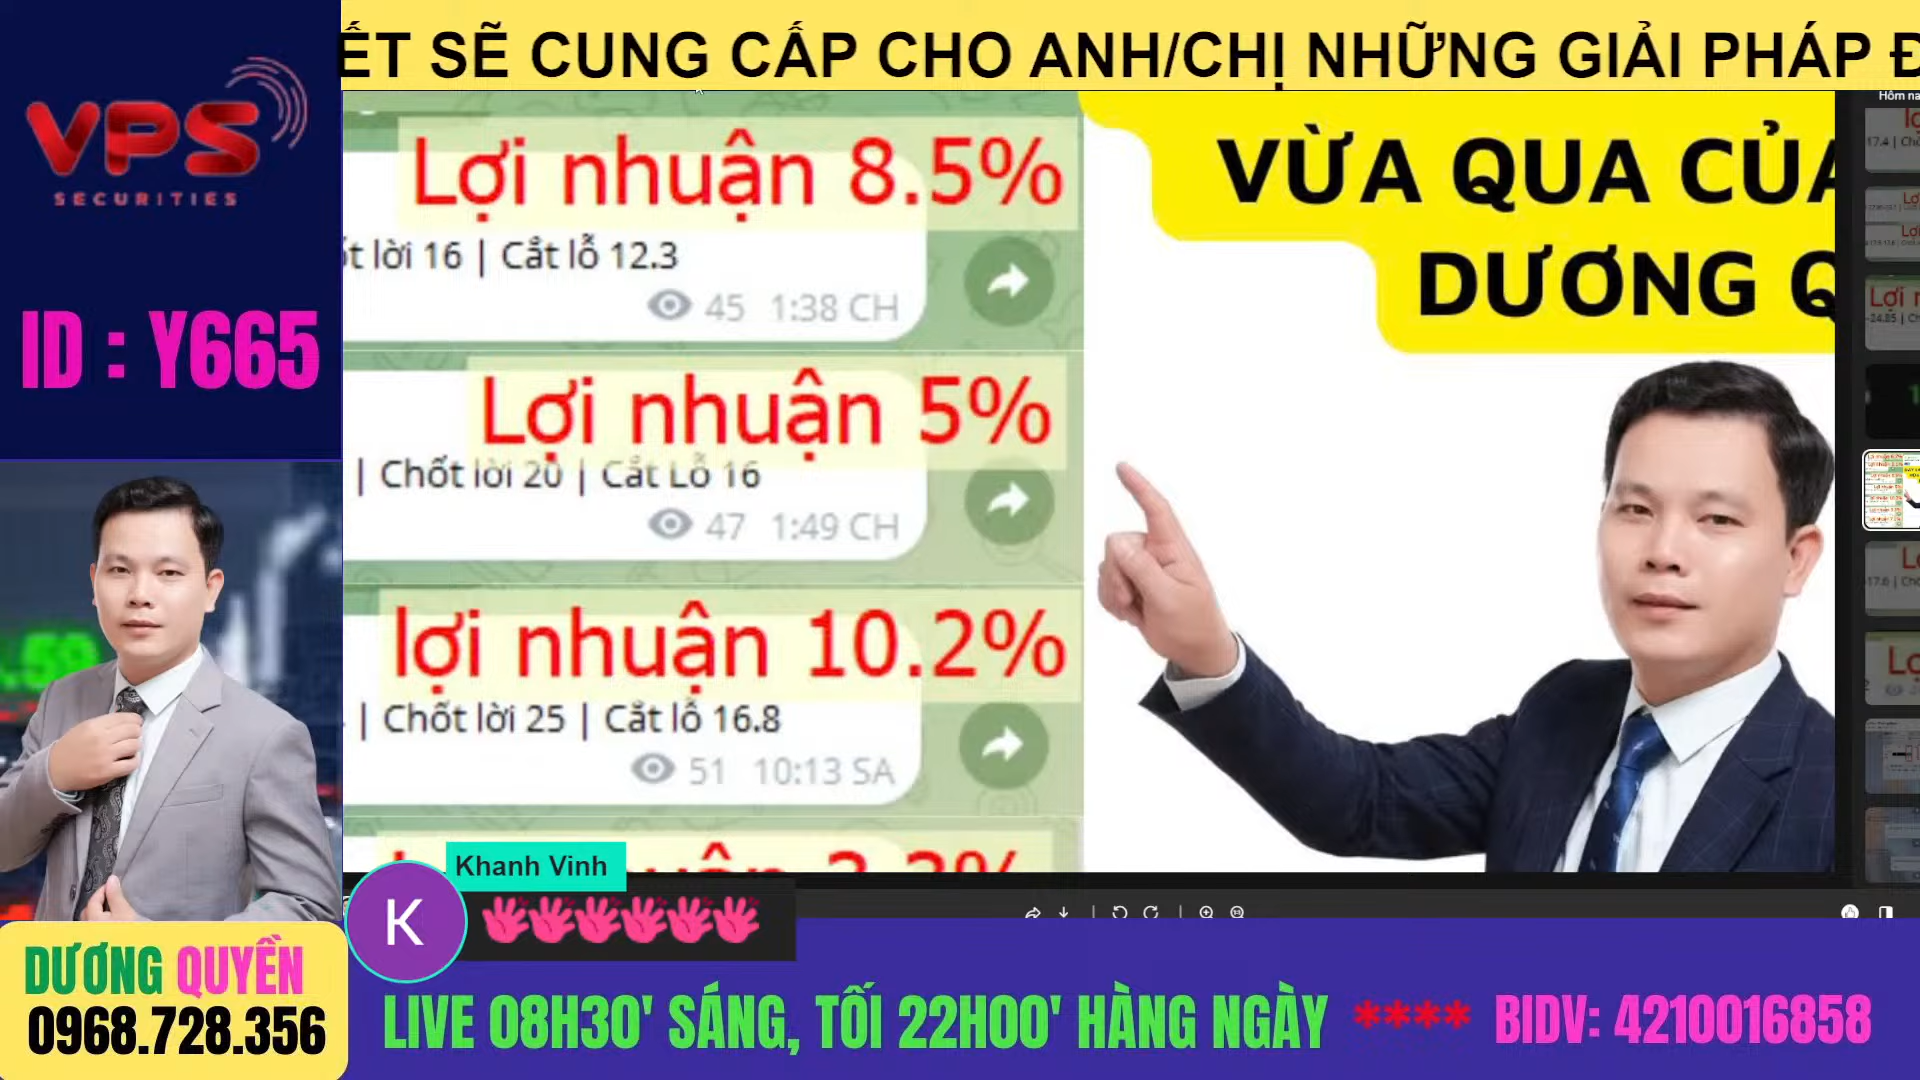 ẾT SẼ CUNG CẤP CHO ANH/CHỊ NHỮNG GIẢI PHÁP Đ
VPS
SECURITIES
ID : Y665
Lợi nhuận 8.5%
ốt lời 16 | Cắt lỗ 12.3
45 1:38 CH
Lợi nhuận 5%
| Chốt lời 20 | Cắt Lỗ 16
47 1:49 CH
lợi nhuận 10.2%
| Chốt lời 25 | Cắt lỗ 16.8
51 10:13 SA
VỪA QUA CỦA
DƯƠNG Q
Hôm na
Khanh Vinh
K
DƯƠNG QUYỀN
0968.728.356
LIVE 08H30' SÁNG, TỐI 22H00' HÀNG NGÀY **** BIDV: 4210016858